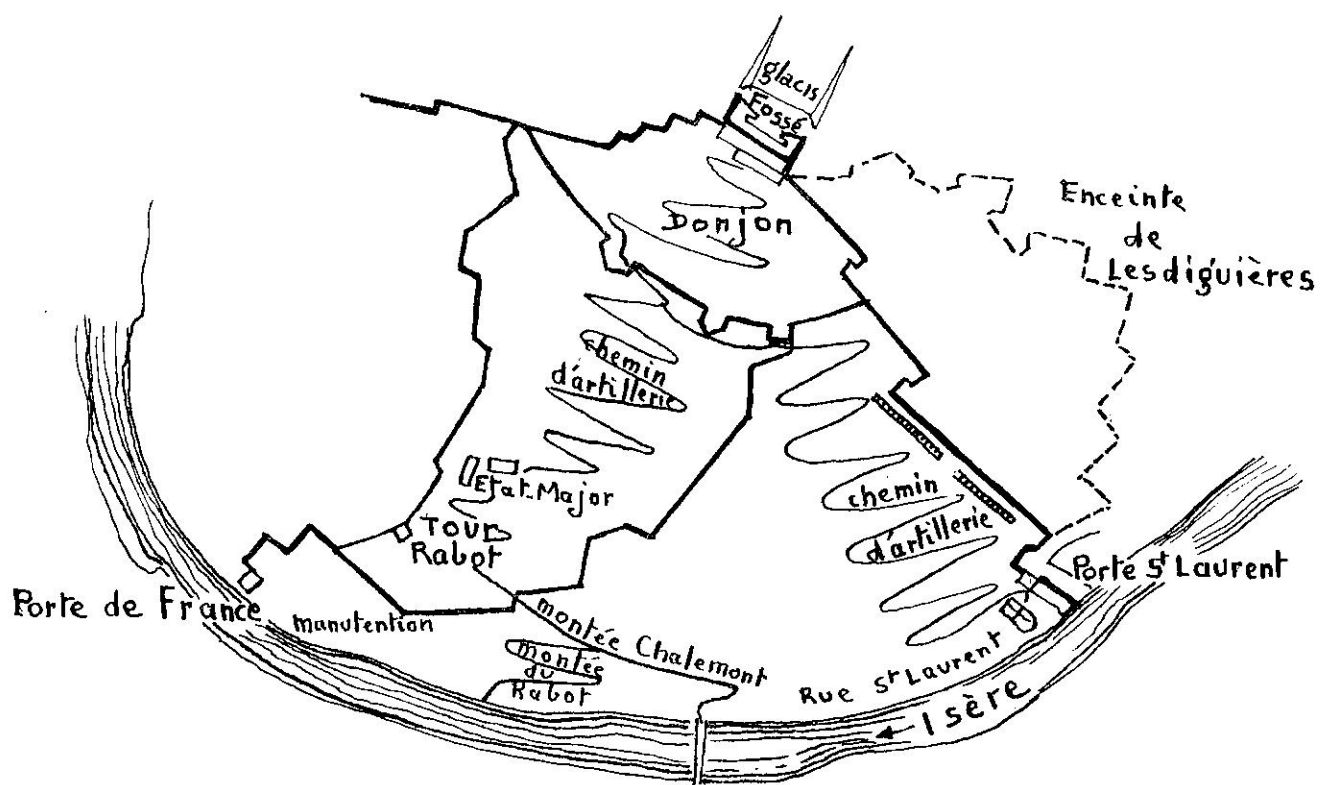 glacis
Fossé
Donjon
Enceinte
de
Lesdiguières
chemin
d'artillerie
Etat-Major
Tour
Rabot
chemin
d'artillerie
Porte de France
manutention
montée Chalemont
montée
du
Rabot
Rue St Laurent
Porte St Laurent
Isère